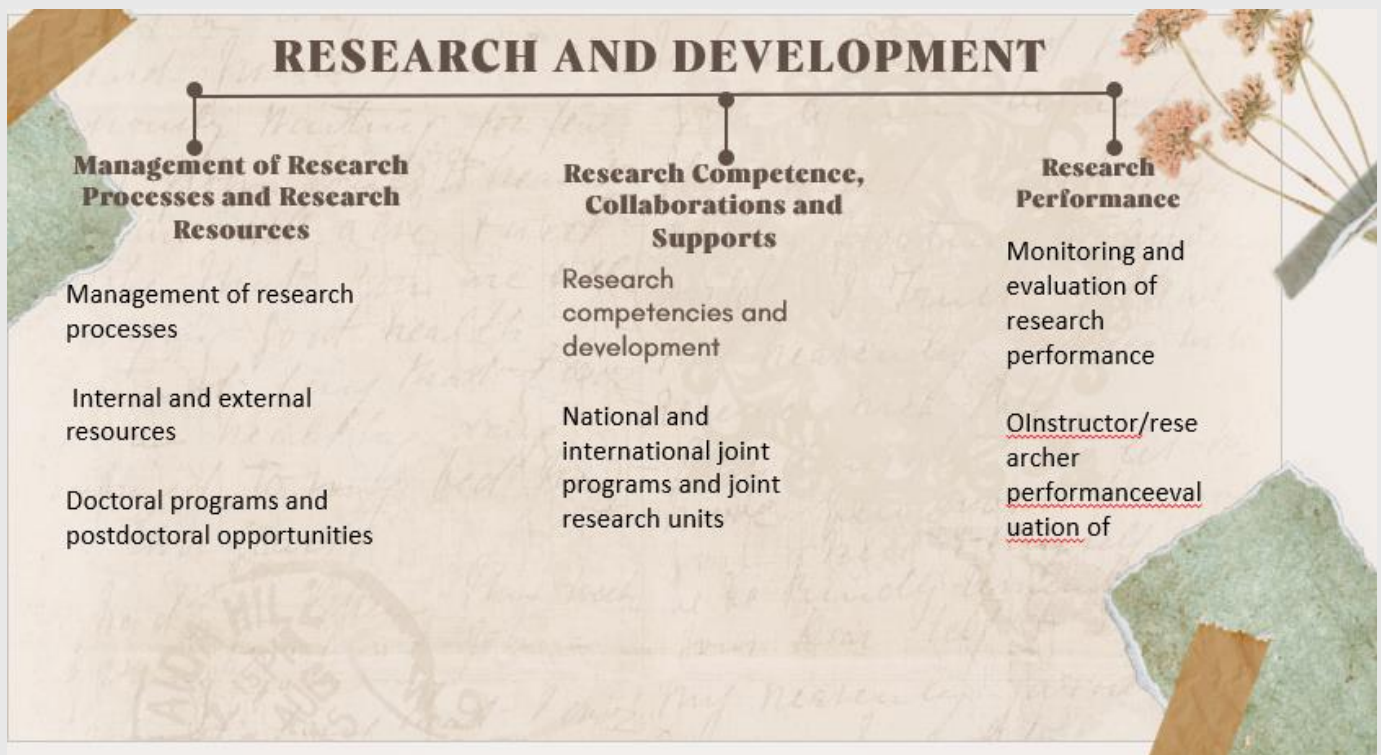 RESEARCH AND DEVELOPMENT
Management of Research
Processes and Research
Resources
Management of research
processes
Internal and external
resources
Doctoral programs and
postdoctoral opportunities
Research Competence,
Collaborations and
Supports
Research
competencies and
development
National and
international joint
programs and joint
research units
Research
Performance
Monitoring and
evaluation of
research
performance
OInstructor/rese
archer
performanceeval
uation of